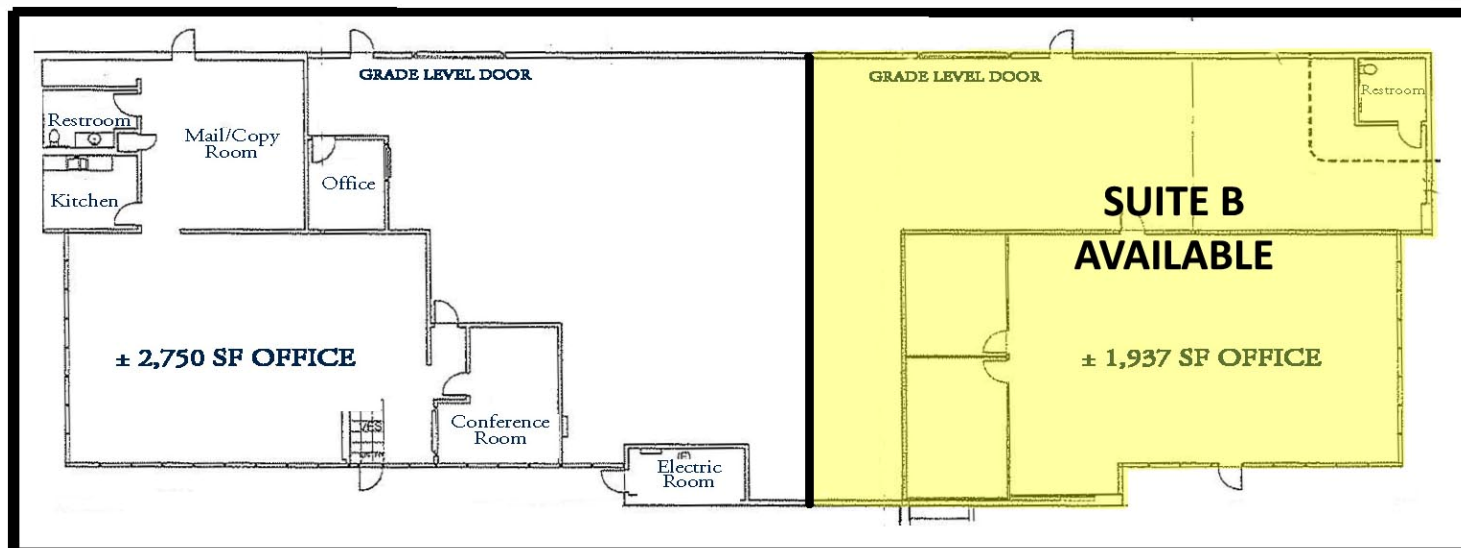 GRADE LEVEL DOOR
GRADE LEVEL DOOR
Restroom
Restroom
Mail/Copy
Room
Office
Kitchen
SUITE B
AVAILABLE
± 2,750 SF OFFICE
± 1,937 SF OFFICE
Conference
Room
Electric
Room